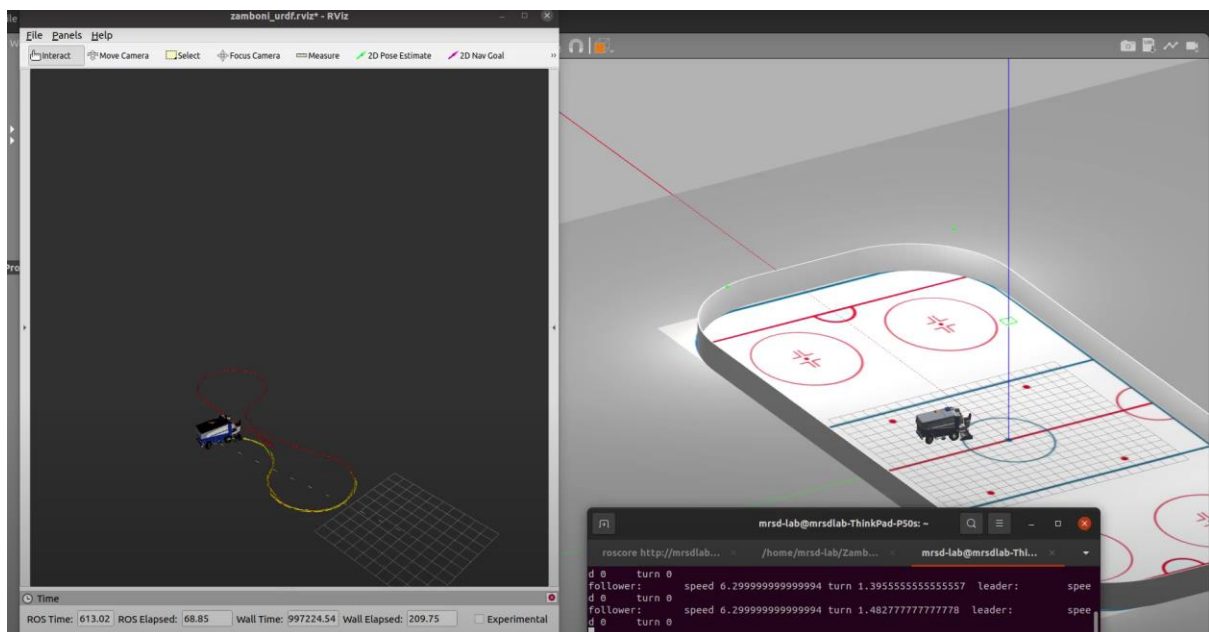 zamboni_urdf.rviz* - RViz
File Panels Help
Interact Move Camera Select Focus Camera Measure 2D Pose Estimate 2D Nav Goal »
Time
ROS Time: 613.02 ROS Elapsed: 68.85 Wall Time: 997224.54 Wall Elapsed: 209.75 Experimental
mrsd-lab@mrsdlab-ThinkPad-P50s: ~
roscore http://mrsdlab... /home/mrsd-lab/Zamb... mrsd-lab@mrsdlab-Thi...
d 0 turn 0
follower: speed 6.299999999999994 turn 1.3955555555555557 leader: spee
d 0 turn 0
follower: speed 6.299999999999994 turn 1.482777777777778 leader: spee
d 0 turn 0